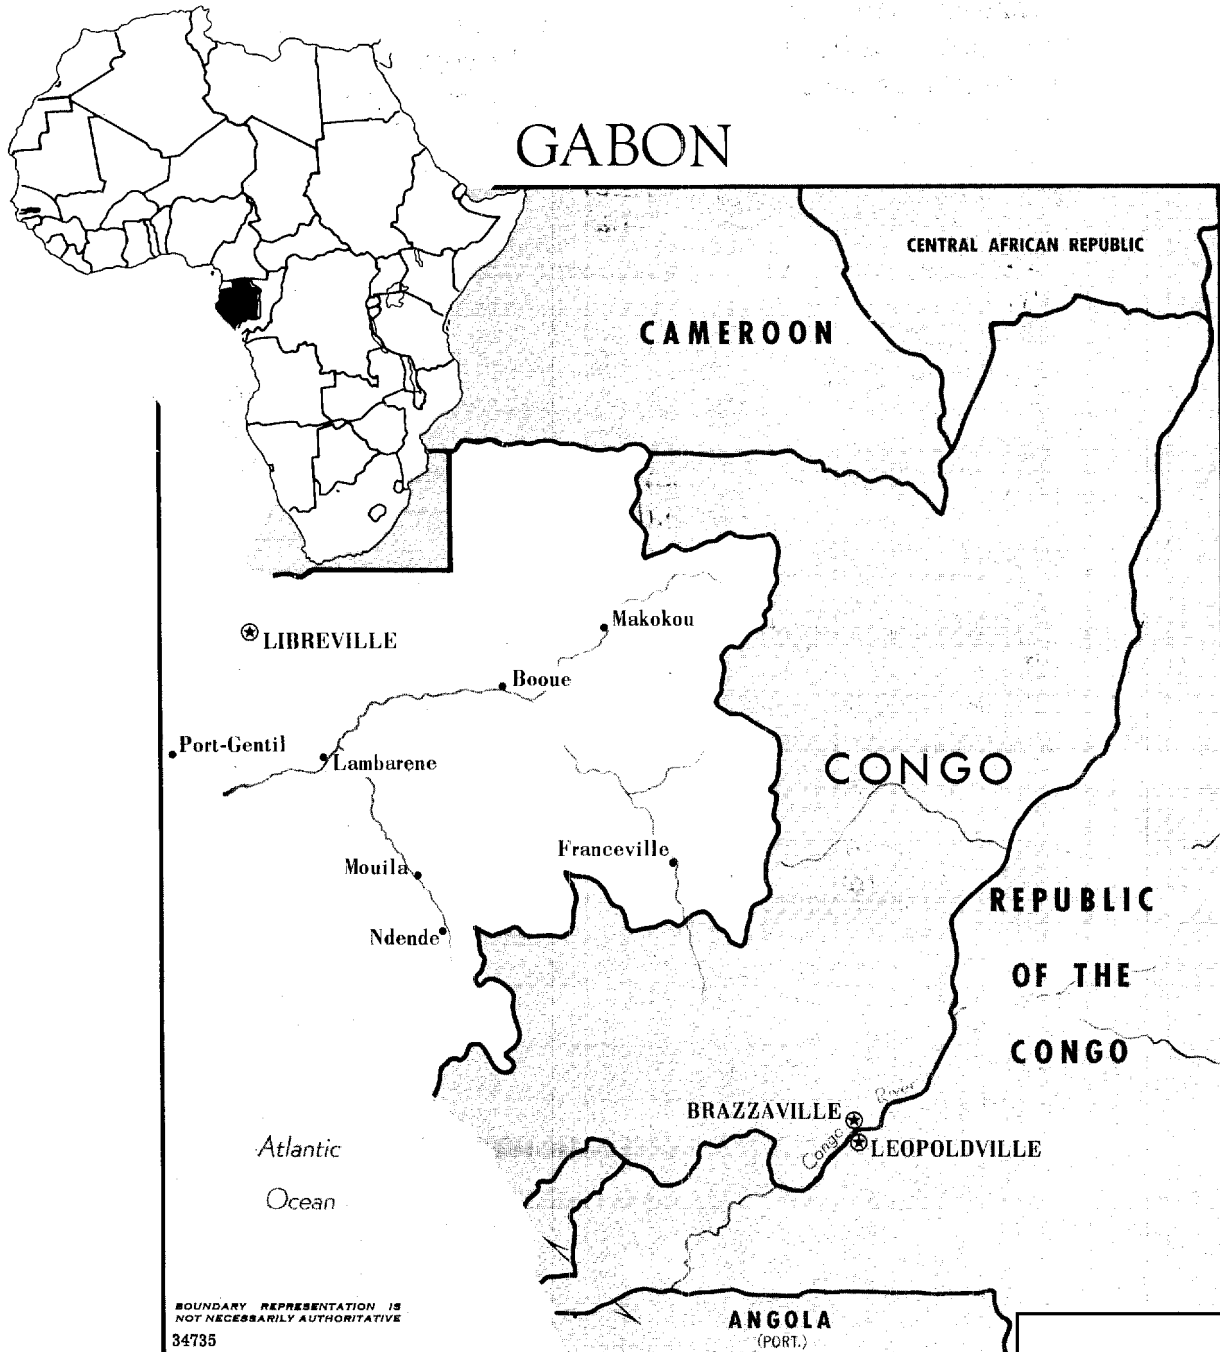 GABON
CENTRAL AFRICAN REPUBLIC
CAMEROON
Makokou
LIBREVILLE
Booue
Port-Gentil
Lambarene
CONGO
Franceville
Mouila
REPUBLIC
OF THE
CONGO
Ndende
River
BRAZZAVILLE
Congo
LEOPOLDVILLE
Atlantic
Ocean
BOUNDARY REPRESENTATION IS
NOT NECESSARILY AUTHORITATIVE
ANGOLA
(PORT.)
34735